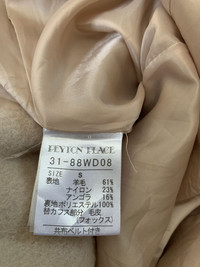 PEYTON PLACE
31-88WD08
SIZE S
表地 羊毛 61%
ナイロン 23%
アンゴラ 16%
裏地 ポリエステル100%
替カフス部分 毛皮
(フォックス)
共布ベルト付き